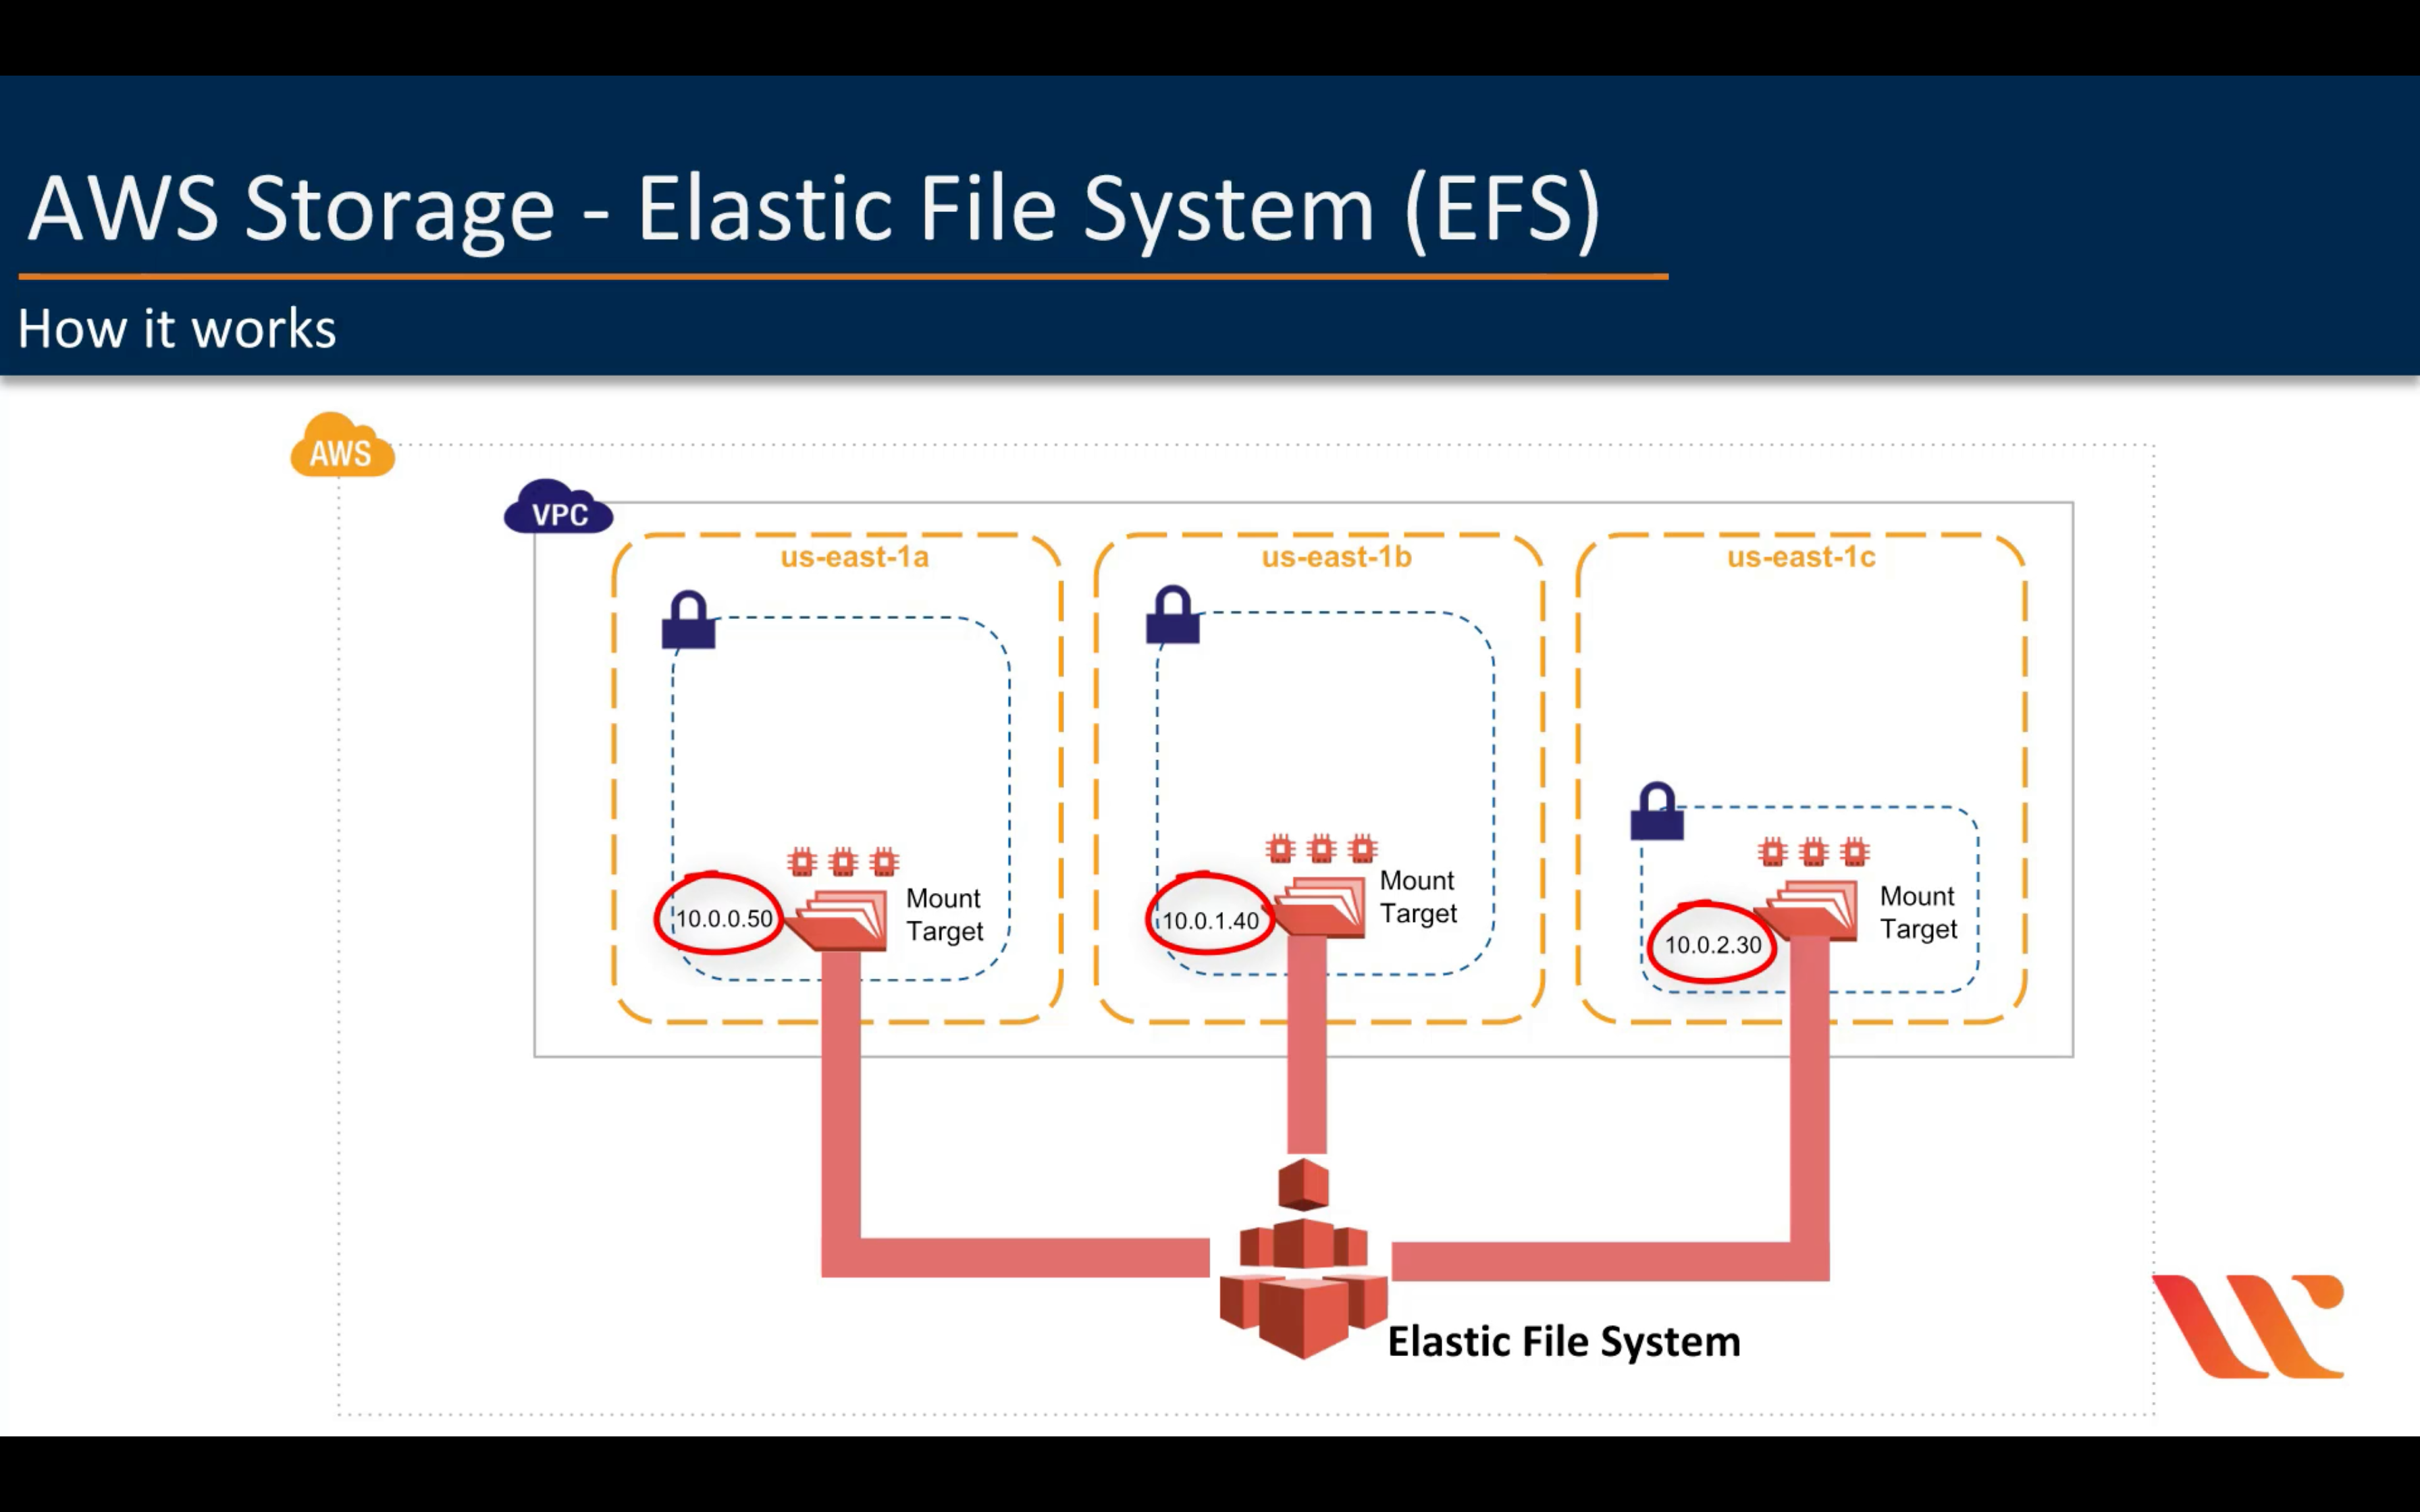 AWS Storage - Elastic File System (EFS)
How it works
AWS
VPC
us-east-1a
us-east-1b
us-east-1c
10.0.0.50
Mount
Target
10.0.1.40
Mount
Target
10.0.2.30
Mount
Target
Elastic File System